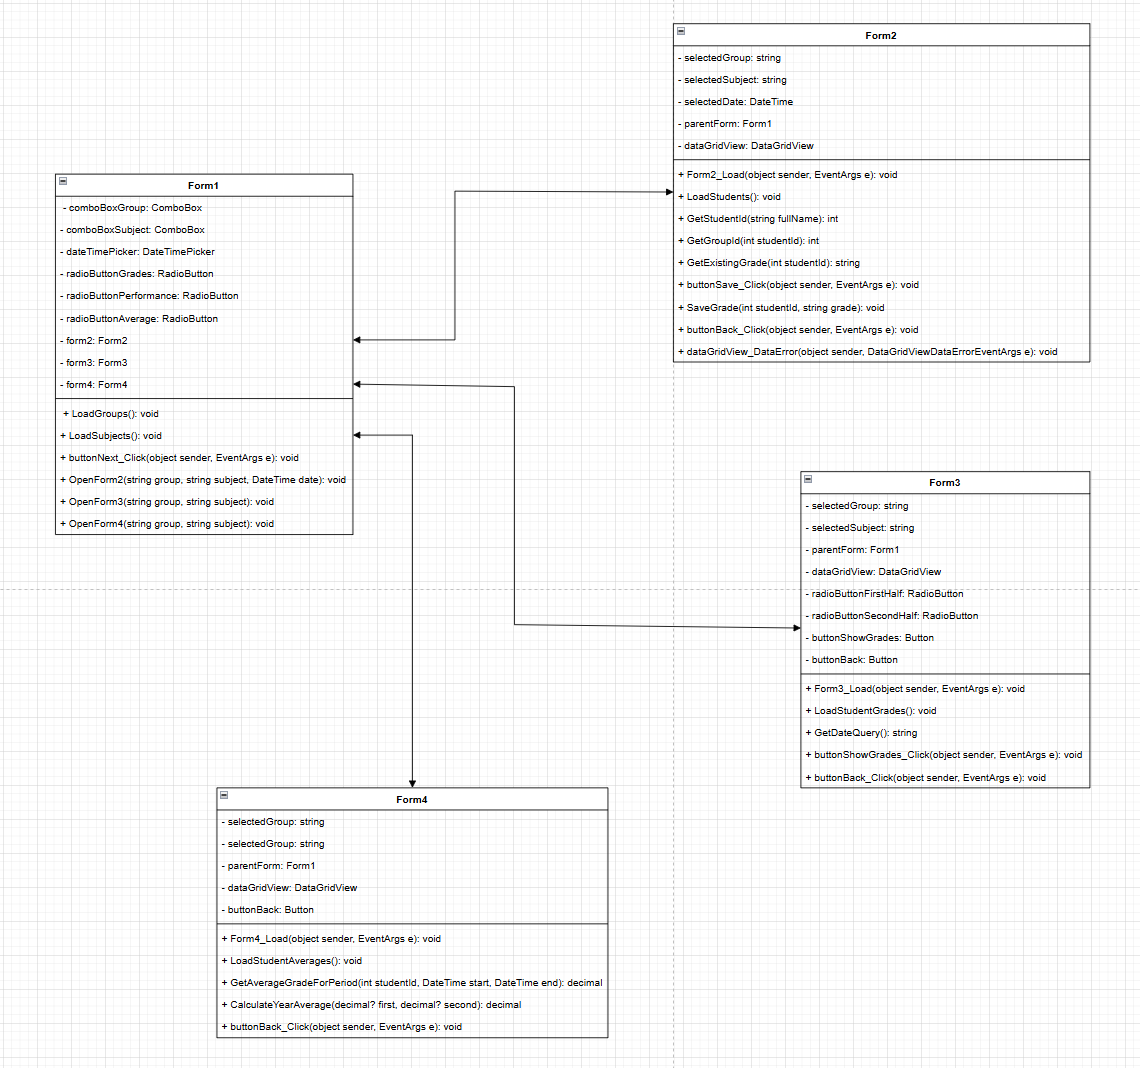 Form1
- comboBoxGroup: ComboBox
- comboBoxSubject: ComboBox
- dateTimePicker: DateTimePicker
- radioButtonGrades: RadioButton
- radioButtonPerformance: RadioButton
- radioButtonAverage: RadioButton
- form2: Form2
- form3: Form3
- form4: Form4
+ LoadGroups(): void
+ LoadSubjects(): void
+ buttonNext_Click(object sender, EventArgs e): void
+ OpenForm2(string group, string subject, DateTime date): void
+ OpenForm3(string group, string subject): void
+ OpenForm4(string group, string subject): void
Form2
- selectedGroup: string
- selectedSubject: string
- selectedDate: DateTime
- parentForm: Form1
- dataGridView: DataGridView
+ Form2_Load(object sender, EventArgs e): void
+ LoadStudents(): void
+ GetStudentId(string fullName): int
+ GetGroupId(int studentId): int
+ GetExistingGrade(int studentId): string
+ buttonSave_Click(object sender, EventArgs e): void
+ SaveGrade(int studentId, string grade): void
+ buttonBack_Click(object sender, EventArgs e): void
+ dataGridView_DataError(object sender, DataGridViewDataErrorEventArgs e): void
Form3
- selectedGroup: string
- selectedSubject: string
- parentForm: Form1
- dataGridView: DataGridView
- radioButtonFirstHalf: RadioButton
- radioButtonSecondHalf: RadioButton
- buttonShowGrades: Button
- buttonBack: Button
+ Form3_Load(object sender, EventArgs e): void
+ LoadStudentGrades(): void
+ GetDateQuery(): string
+ buttonShowGrades_Click(object sender, EventArgs e): void
+ buttonBack_Click(object sender, EventArgs e): void
Form4
- selectedGroup: string
- selectedGroup: string
- parentForm: Form1
- dataGridView: DataGridView
- buttonBack: Button
+ Form4_Load(object sender, EventArgs e): void
+ LoadStudentAverages(): void
+ GetAverageGradeForPeriod(int studentId, DateTime start, DateTime end): decimal
+ CalculateYearAverage(decimal? first, decimal? second): decimal
+ buttonBack_Click(object sender, EventArgs e): void